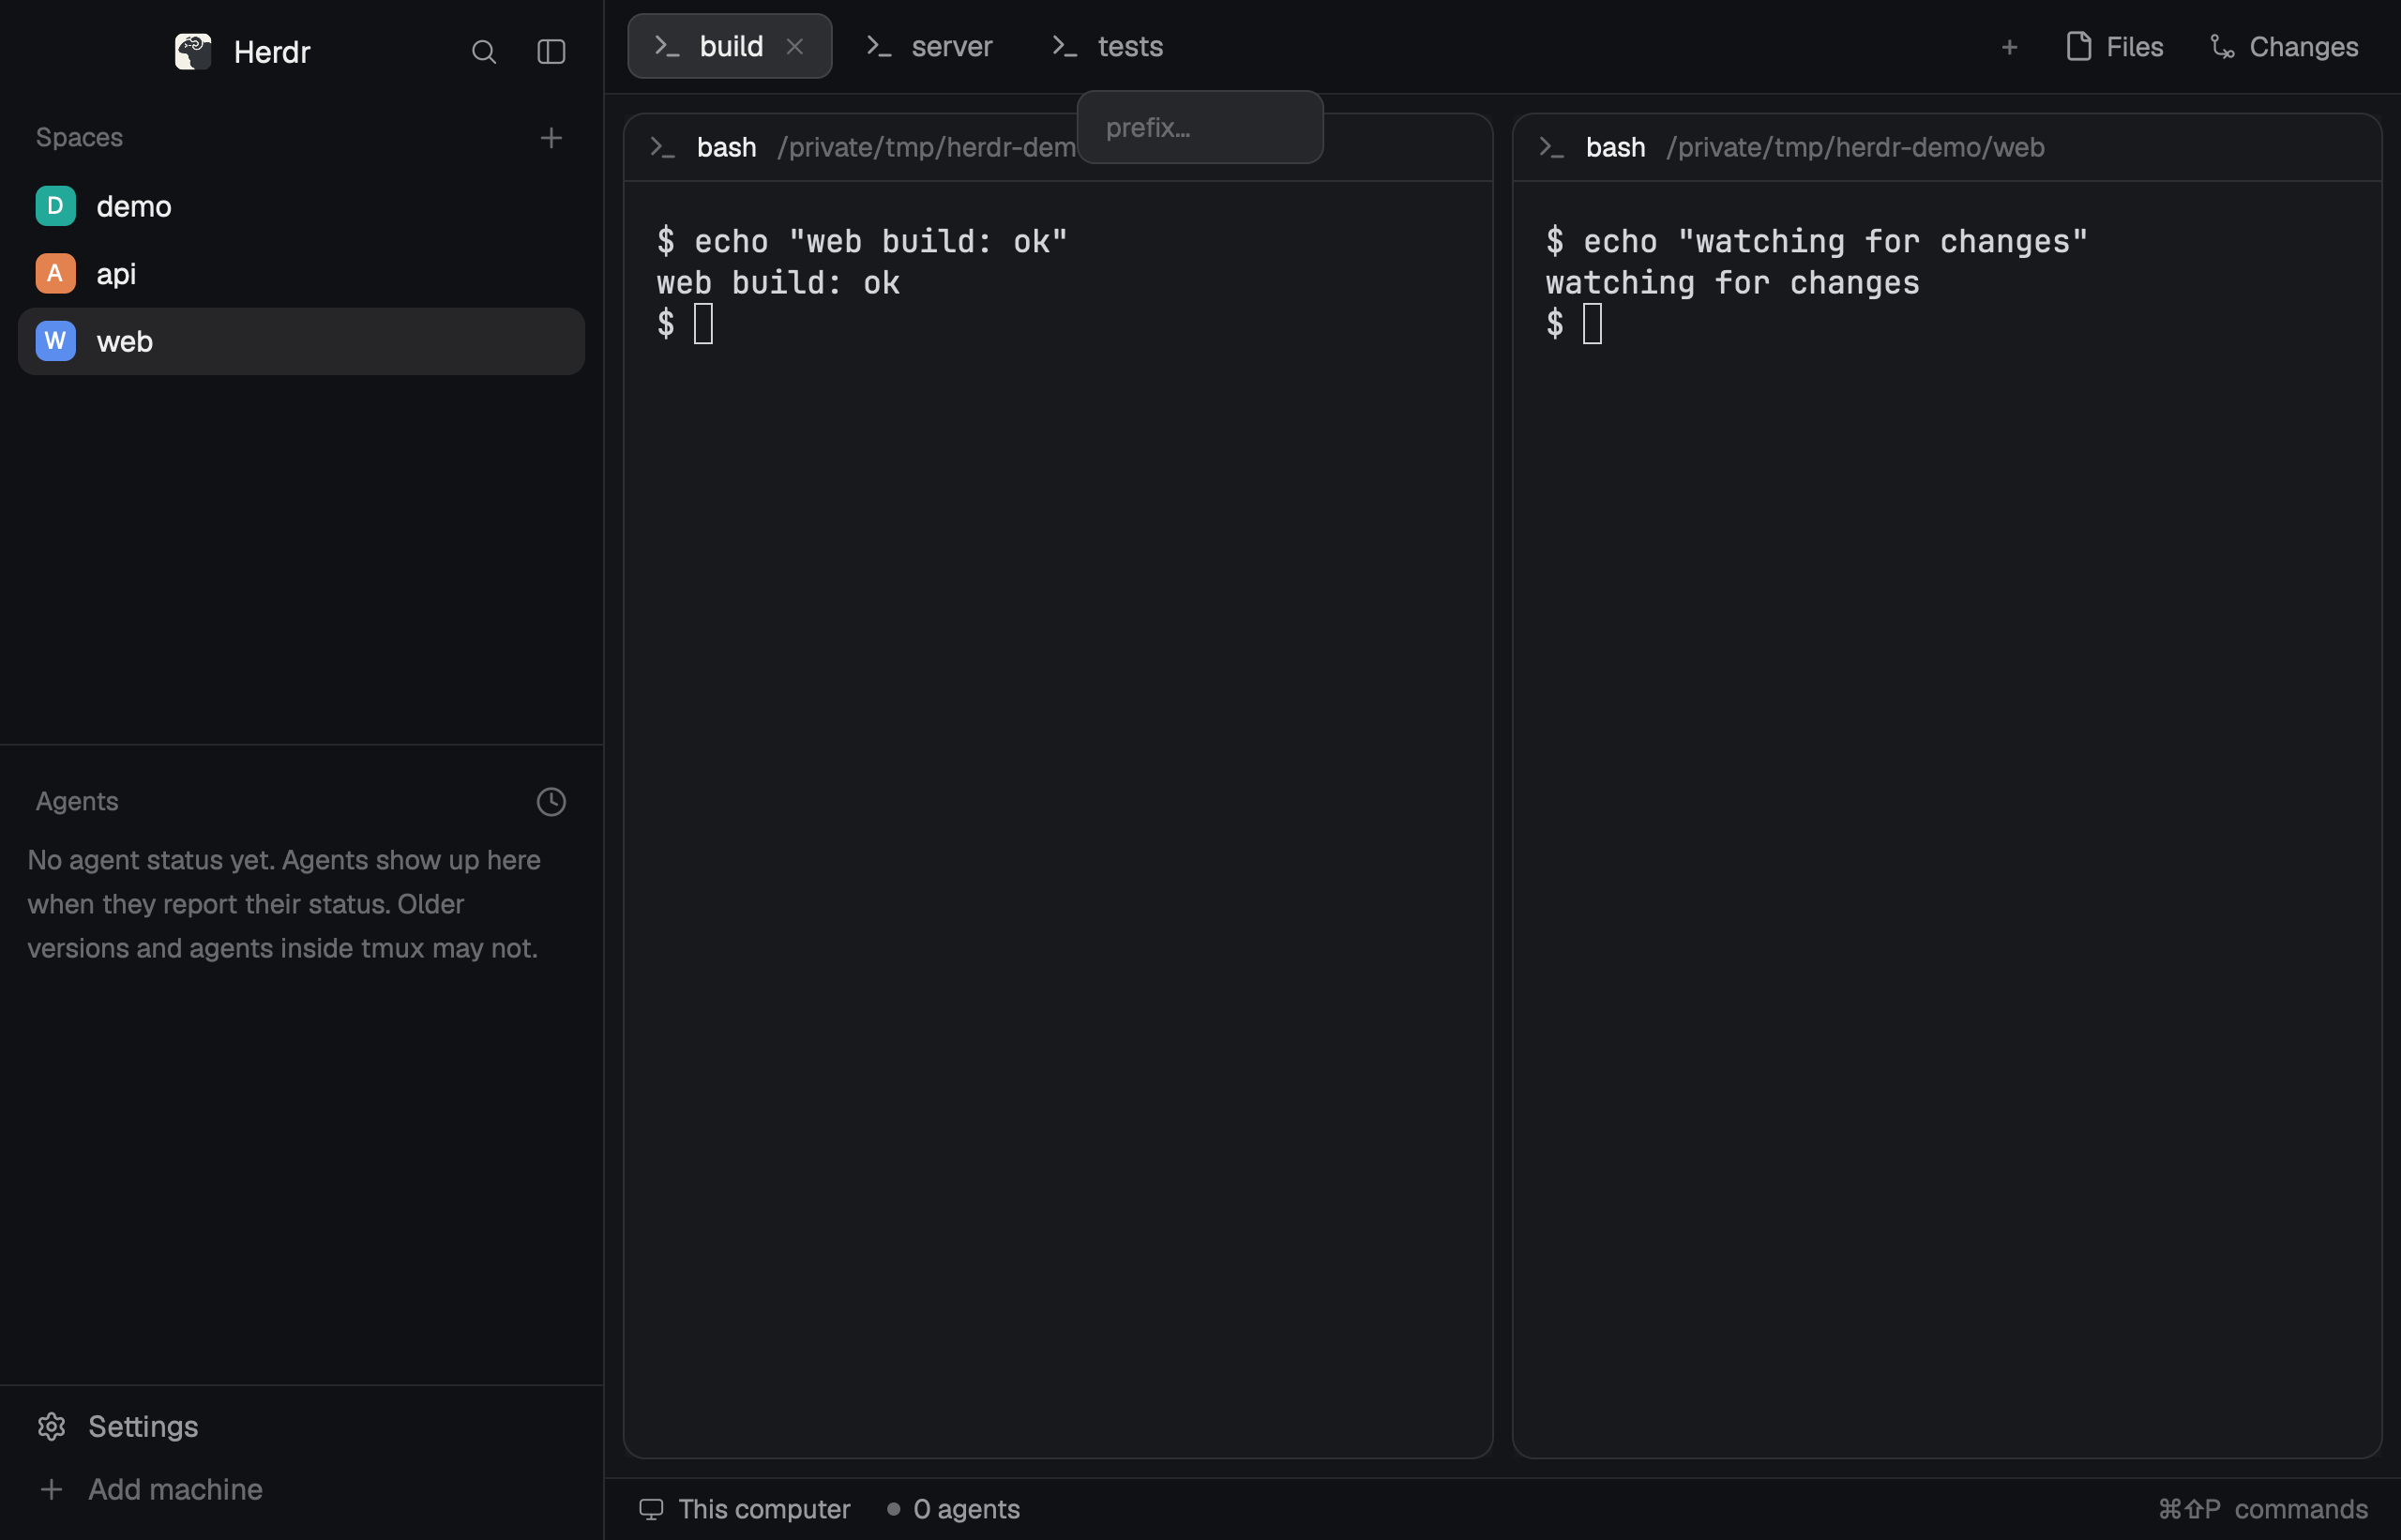 Herdr
Spaces
D demo
A api
W web
Agents
No agent status yet. Agents show up here
when they report their status. Older
versions and agents inside tmux may not.
Settings
Add machine
build
server
tests
Files
Changes
prefix...
bash /private/tmp/herdr-dem
$ echo "web build: ok"
web build: ok
$
bash /private/tmp/herdr-demo/web
$ echo "watching for changes"
watching for changes
$
This computer
0 agents
⌘⇧P commands